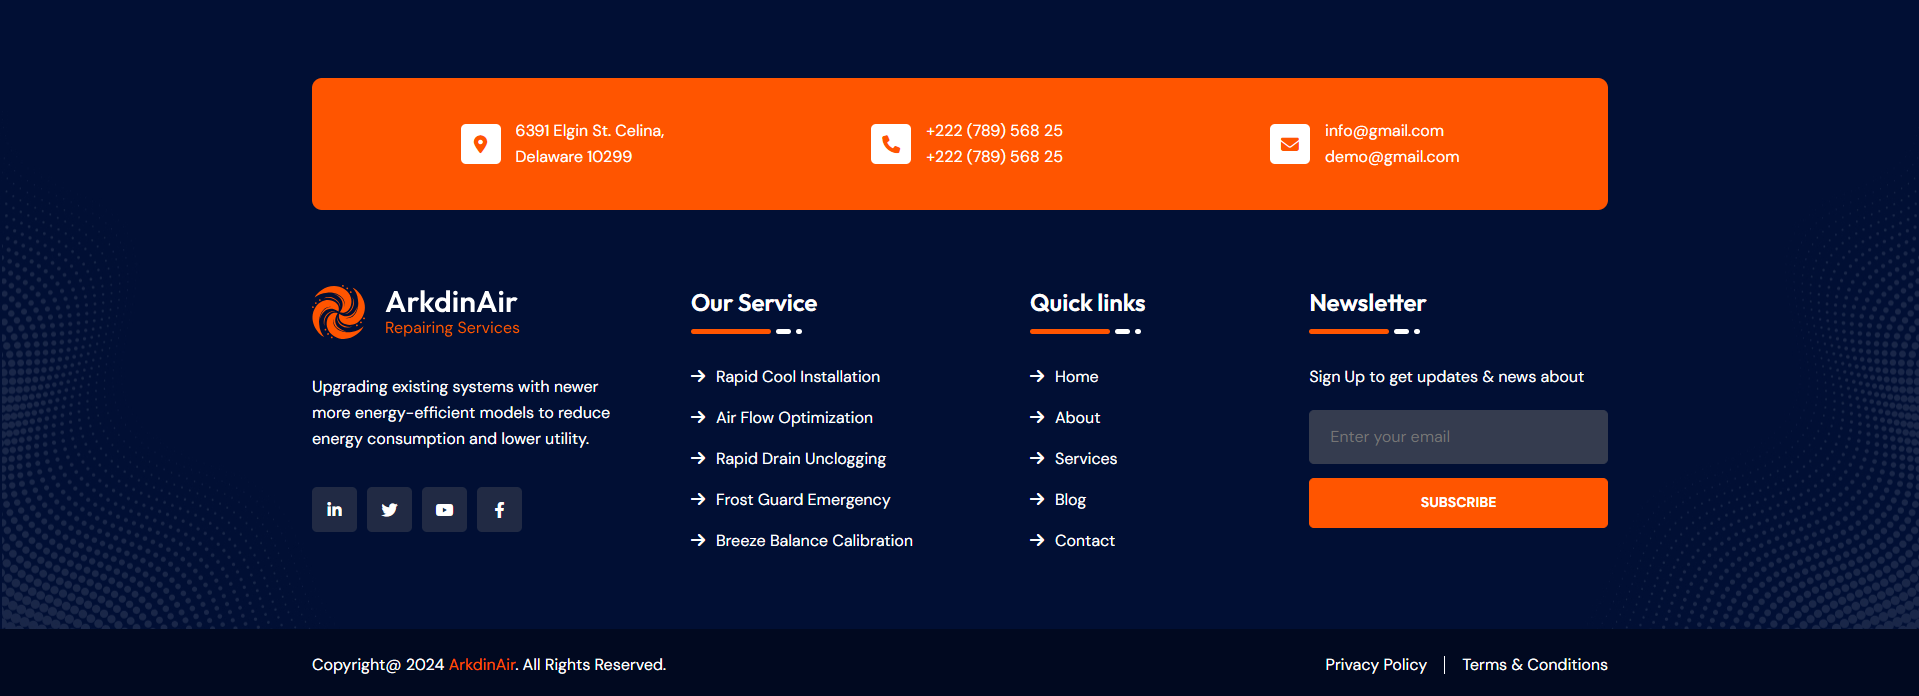 6391 Elgin St. Celina,
Delaware 10299
+222 (789) 568 25
+222 (789) 568 25
info@gmail.com
demo@gmail.com
ArkdinAir
Repairing Services
Upgrading existing systems with newer
more energy-efficient models to reduce
energy consumption and lower utility.
Our Service
Rapid Cool Installation
Air Flow Optimization
Rapid Drain Unclogging
Frost Guard Emergency
Breeze Balance Calibration
Quick links
Home
About
Services
Blog
Contact
Newsletter
Sign Up to get updates & news about
Enter your email
SUBSCRIBE
Copyright@ 2024 ArkdinAir. All Rights Reserved.
Privacy Policy | Terms & Conditions